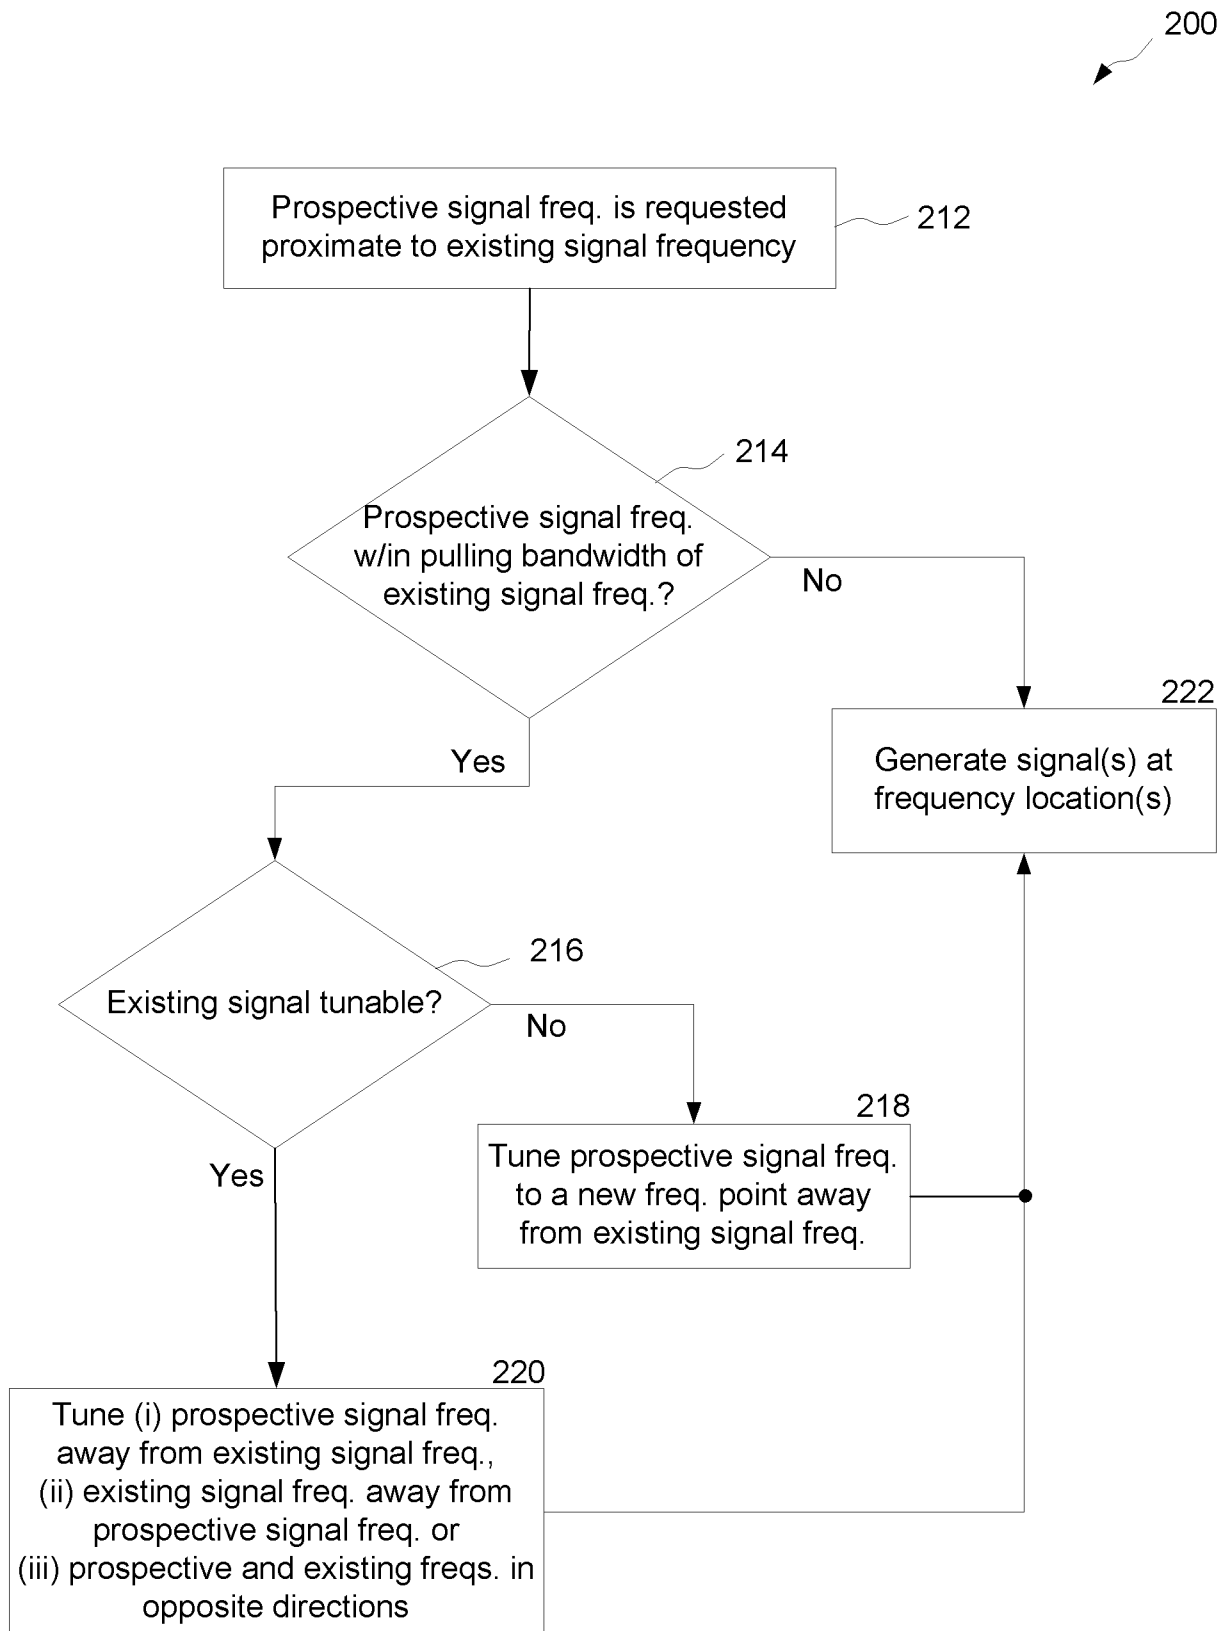 200
Prospective signal freq. is requested
proximate to existing signal frequency
212
214
Prospective signal freq.
w/in pulling bandwidth of
existing signal freq.?
No
Yes
222
Generate signal(s) at
frequency location(s)
216
Existing signal tunable?
No
Yes
218
Tune prospective signal freq.
to a new freq. point away
from existing signal freq.
220
Tune (i) prospective signal freq.
away from existing signal freq.,
(ii) existing signal freq. away from
prospective signal freq. or
(iii) prospective and existing freqs. in
opposite directions